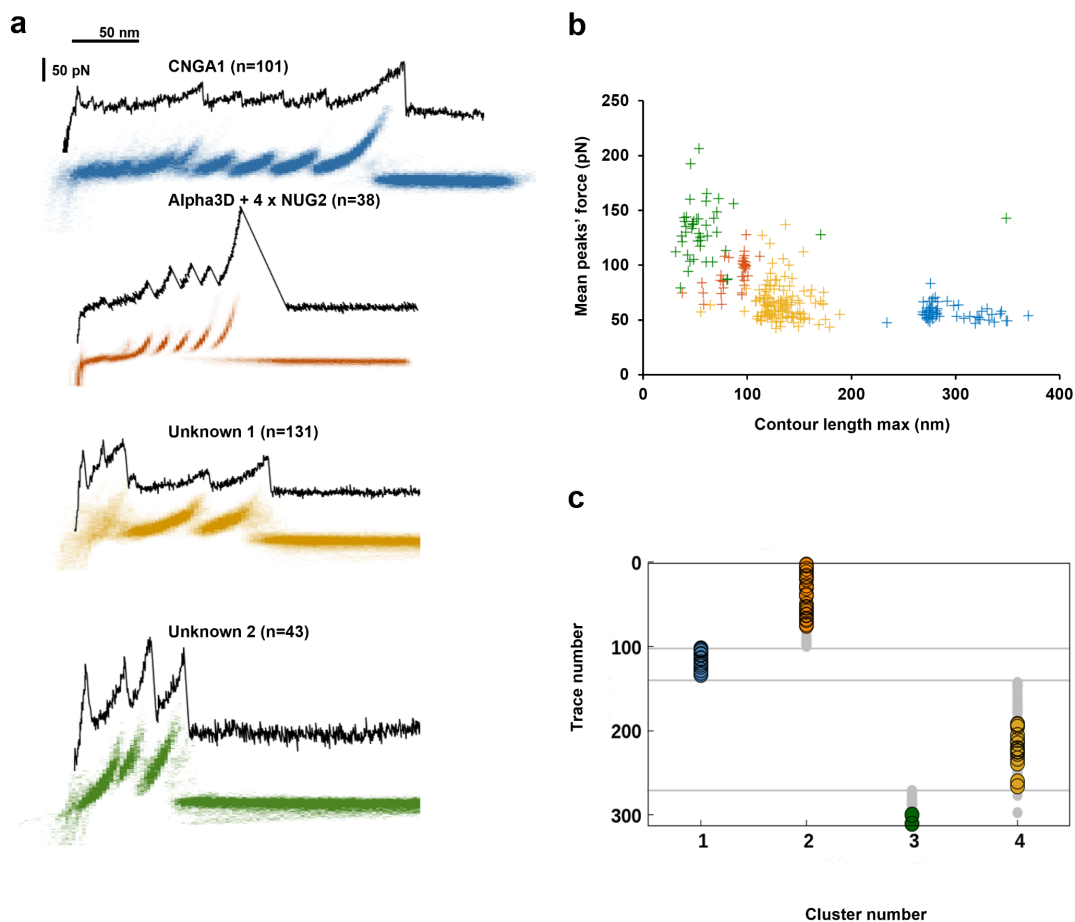 a
50 nm
50 pN
CNGA1 (n=101)
Alpha3D + 4 x NUG2 (n=38)
Unknown 1 (n=131)
Unknown 2 (n=43)
b
250
200
150
100
50
0
Mean peaks' force (pN)
0 100 200 300 400
Contour length max (nm)
c
0
100
200
300
Trace number
1 2 3 4
Cluster number